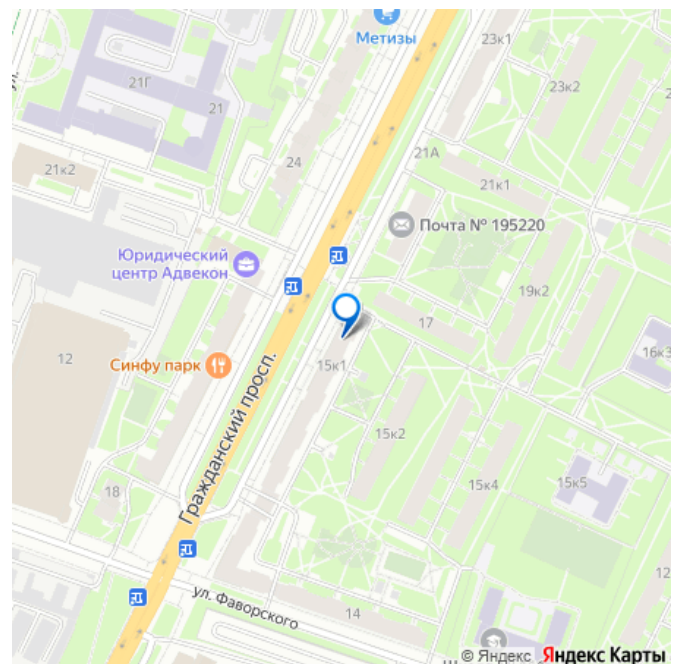 Метизы
23к1
23к2
21Г
21
24
21А
21к2
21к1
Почта № 195220
Юридический
центр Адвекон
19к2
17
12
15к1
16к3
Синфу парк
Гражданский просп.
15к2
15к4
15к5
18
12
ул. Фаворского
14
© Яндекс Яндекс Карты